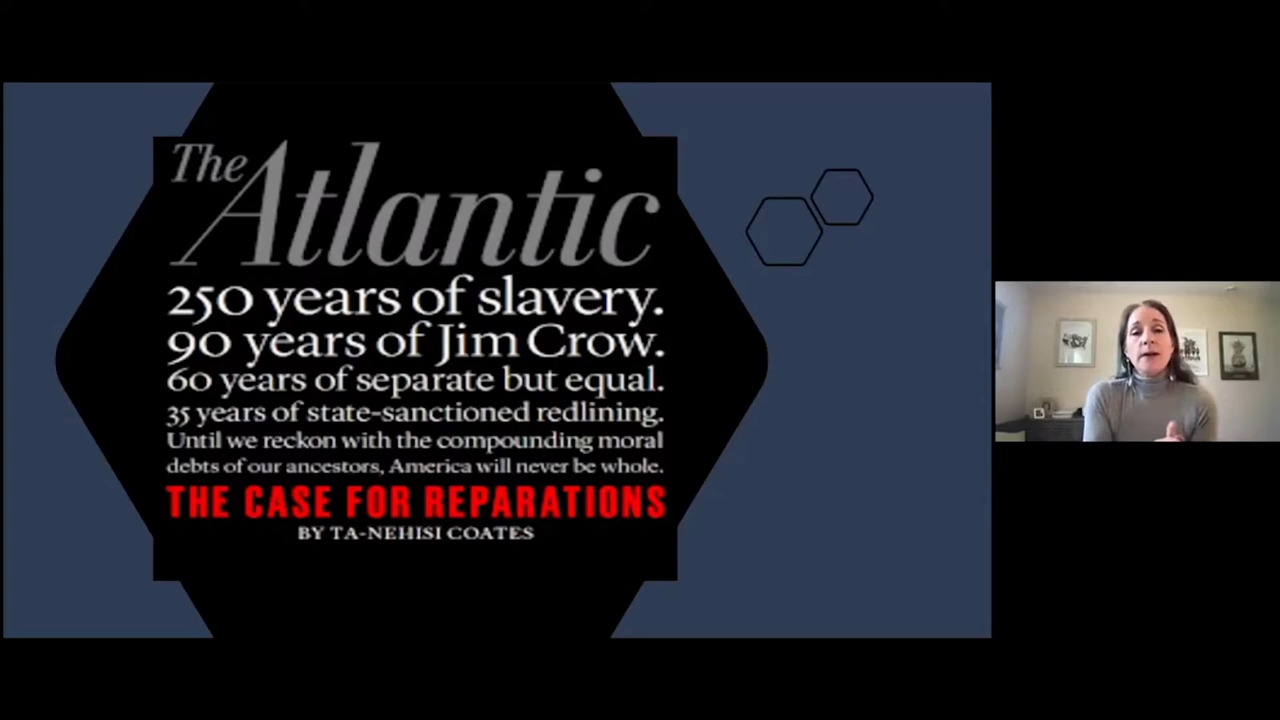 The Atlantic
250 years of slavery.
90 years of Jim Crow.
60 years of separate but equal.
35 years of state-sanctioned redlining.
Until we reckon with the compounding moral
debts of our ancestors, America will never be whole.
THE CASE FOR REPARATIONS
BY TA-NEHISI COATES